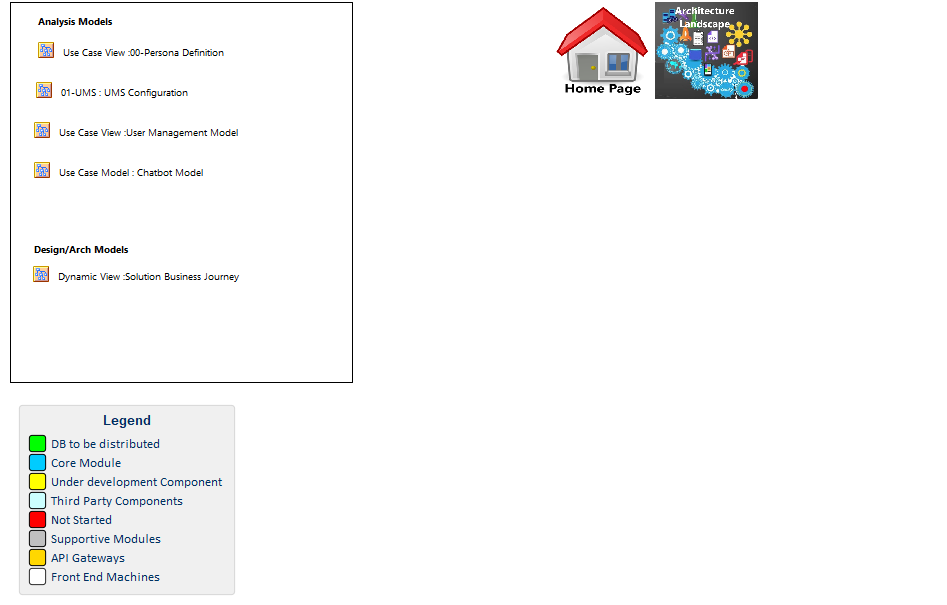 Analysis Models
Use Case View :00-Persona Definition
01-UMS : UMS Configuration
Use Case View :User Management Model
Use Case Model : Chatbot Model
Design/Arch Models
Dynamic View :Solution Business Journey
Home Page
Architecture
Landscape
Legend
DB to be distributed
Core Module
Under development Component
Third Party Components
Not Started
Supportive Modules
API Gateways
Front End Machines